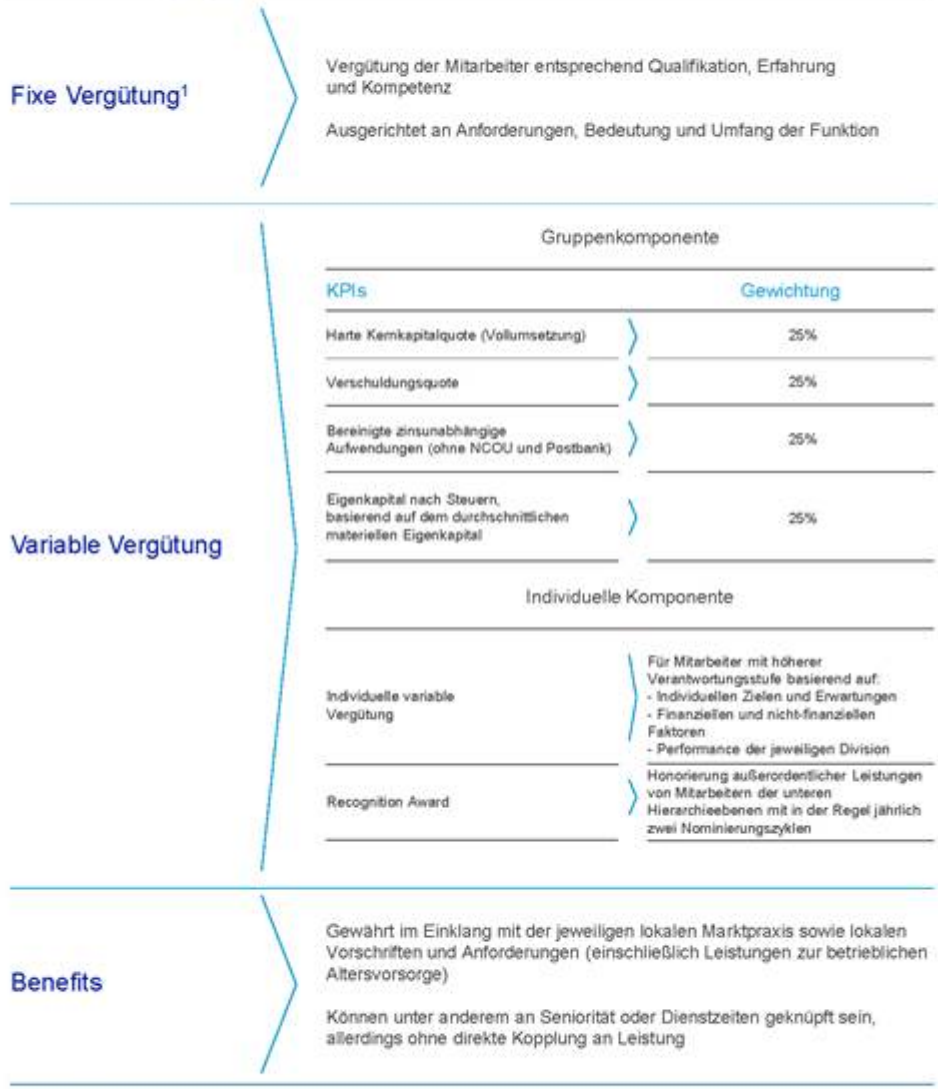 Fixe Vergütung¹
Vergütung der Mitarbeiter entsprechend Qualifikation, Erfahrung
und Kompetenz
Ausgerichtet an Anforderungen, Bedeutung und Umfang der Funktion
Variable Vergütung
Gruppenkomponente
KPIs Gewichtung
Harte Kernkapitalquote (Vollumsetzung) 25%
Verschuldungsquote 25%
Bereinigte zinsunabhängige
Aufwendungen (ohne NCOU und Postbank) 25%
Eigenkapital nach Steuern,
basierend auf dem durchschnittlichen
materiellen Eigenkapital 25%
Individuelle Komponente
Individuelle variable
Vergütung
Für Mitarbeiter mit höherer
Verantwortungsstufe basierend auf:
- Individuellen Zielen und Erwartungen
- Finanziellen und nicht-finanziellen
Faktoren
- Performance der jeweiligen Division
Recognition Award
Honorierung außerordentlicher Leistungen
von Mitarbeitern der unteren
Hierarchieebenen mit in der Regel jährlich
zwei Nominierungszyklen
Benefits
Gewährt im Einklang mit der jeweiligen lokalen Marktpraxis sowie lokalen
Vorschriften und Anforderungen (einschließlich Leistungen zur betrieblichen
Altersvorsorge)
Können unter anderem an Seniorität oder Dienstzeiten geknüpft sein,
allerdings ohne direkte Kopplung an Leistung